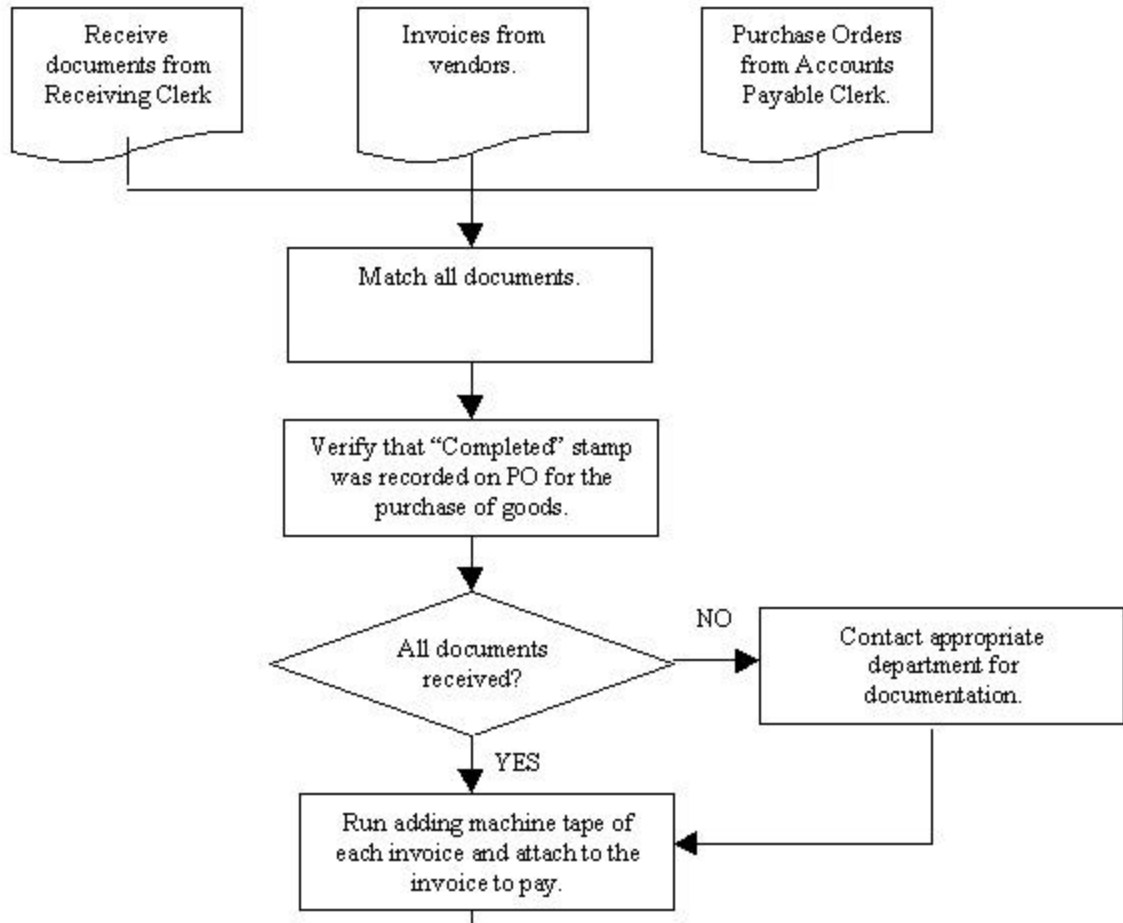 Receive
documents from
Receiving Clerk
Invoices from
vendors.
Purchase Orders
from Accounts
Payable Clerk.
Match all documents.
Verify that “Completed” stamp
was recorded on PO for the
purchase of goods.
All documents
received?
NO
Contact appropriate
department for
documentation.
YES
Run adding machine tape of
each invoice and attach to the
invoice to pay.